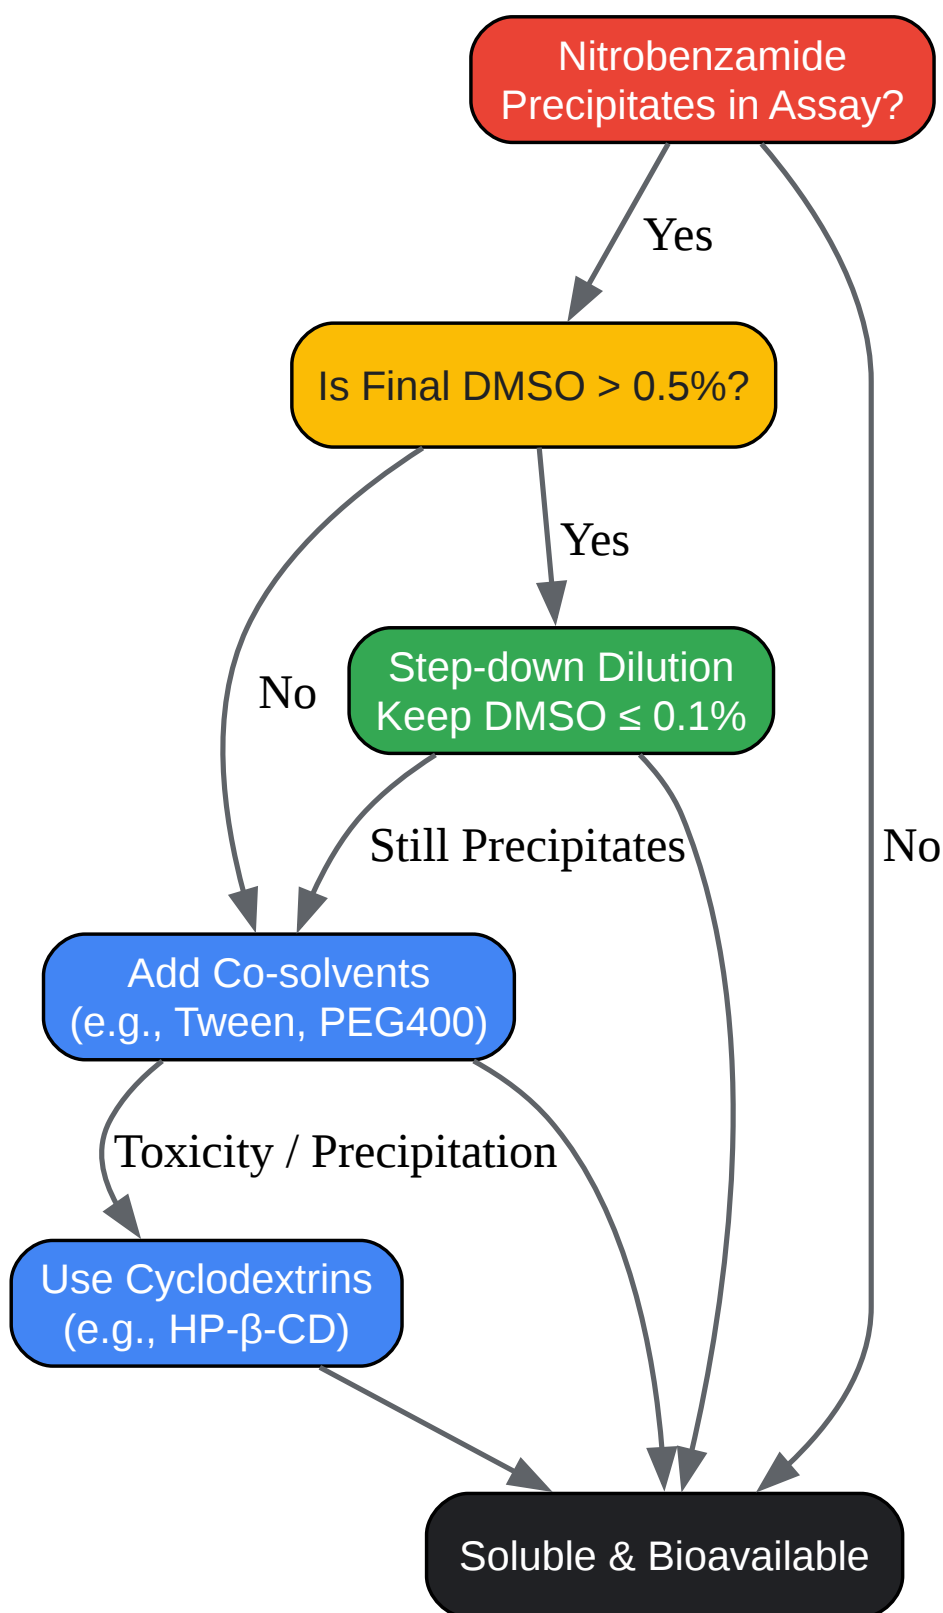 Nitrobenzamide
Precipitates in Assay?
Yes
Is Final DMSO > 0.5%?
Yes
Step-down Dilution
Keep DMSO ≤ 0.1%
No
Still Precipitates
No
Add Co-solvents
(e.g., Tween, PEG400)
Toxicity / Precipitation
Use Cyclodextrins
(e.g., HP-β-CD)
Soluble & Bioavailable